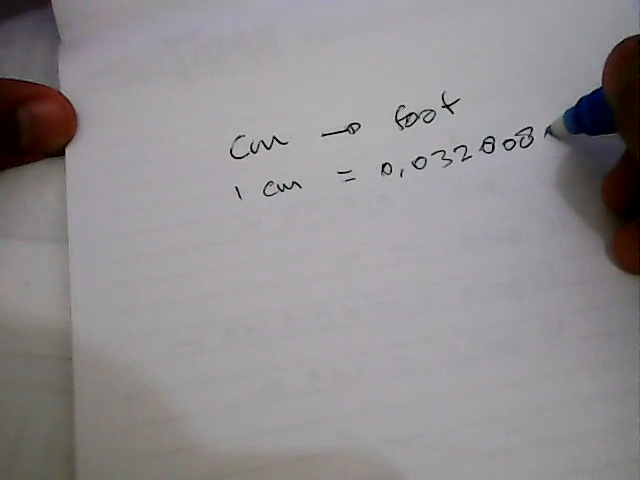 cm → foot
1 cm = 0,032808